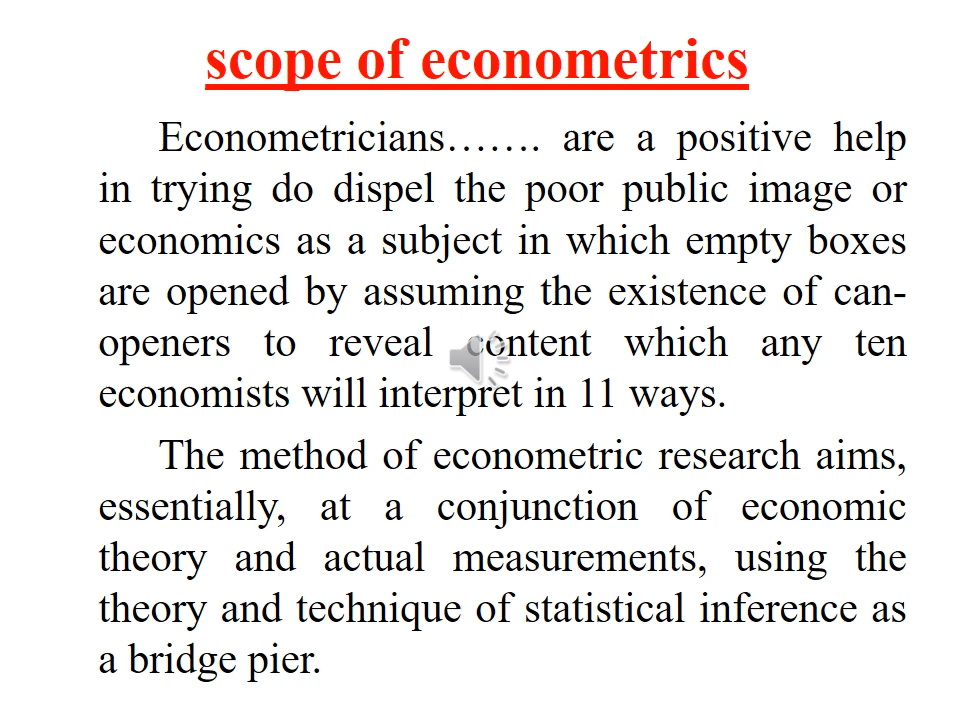 scope of econometrics
Econometricians……. are a positive help
in trying do dispel the poor public image or
economics as a subject in which empty boxes
are opened by assuming the existence of can-
openers to reveal content which any ten
economists will interpret in 11 ways.
The method of econometric research aims,
essentially, at a conjunction of economic
theory and actual measurements, using the
theory and technique of statistical inference as
a bridge pier.